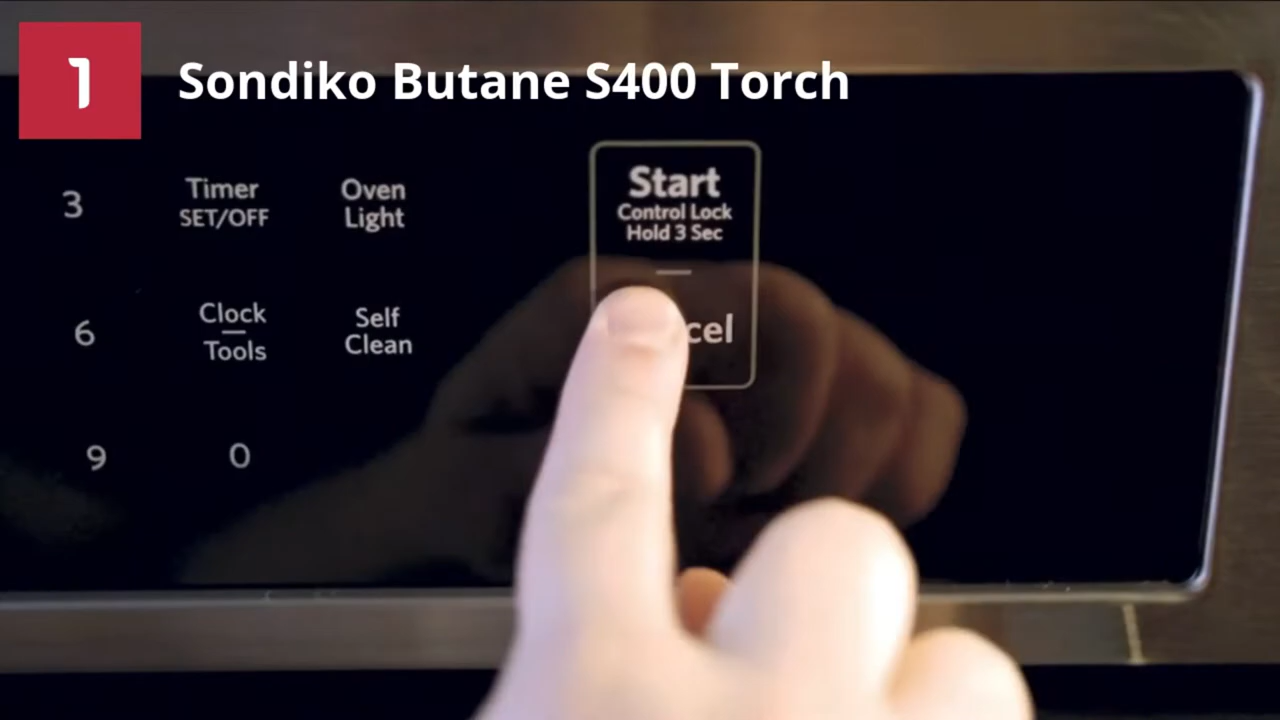 1
Sondiko Butane S400 Torch
3
Timer
SET/OFF
Oven
Light
Start
Control Lock
Hold 3 Sec
6
Clock
Tools
Self
Clean
cel
9
0